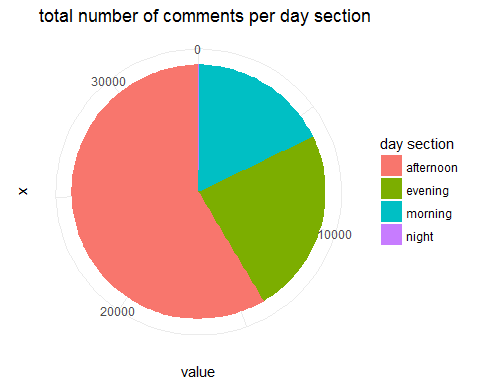 total number of comments per day section
0
30000
10000
20000
x
value
day section
afternoon
evening
morning
night